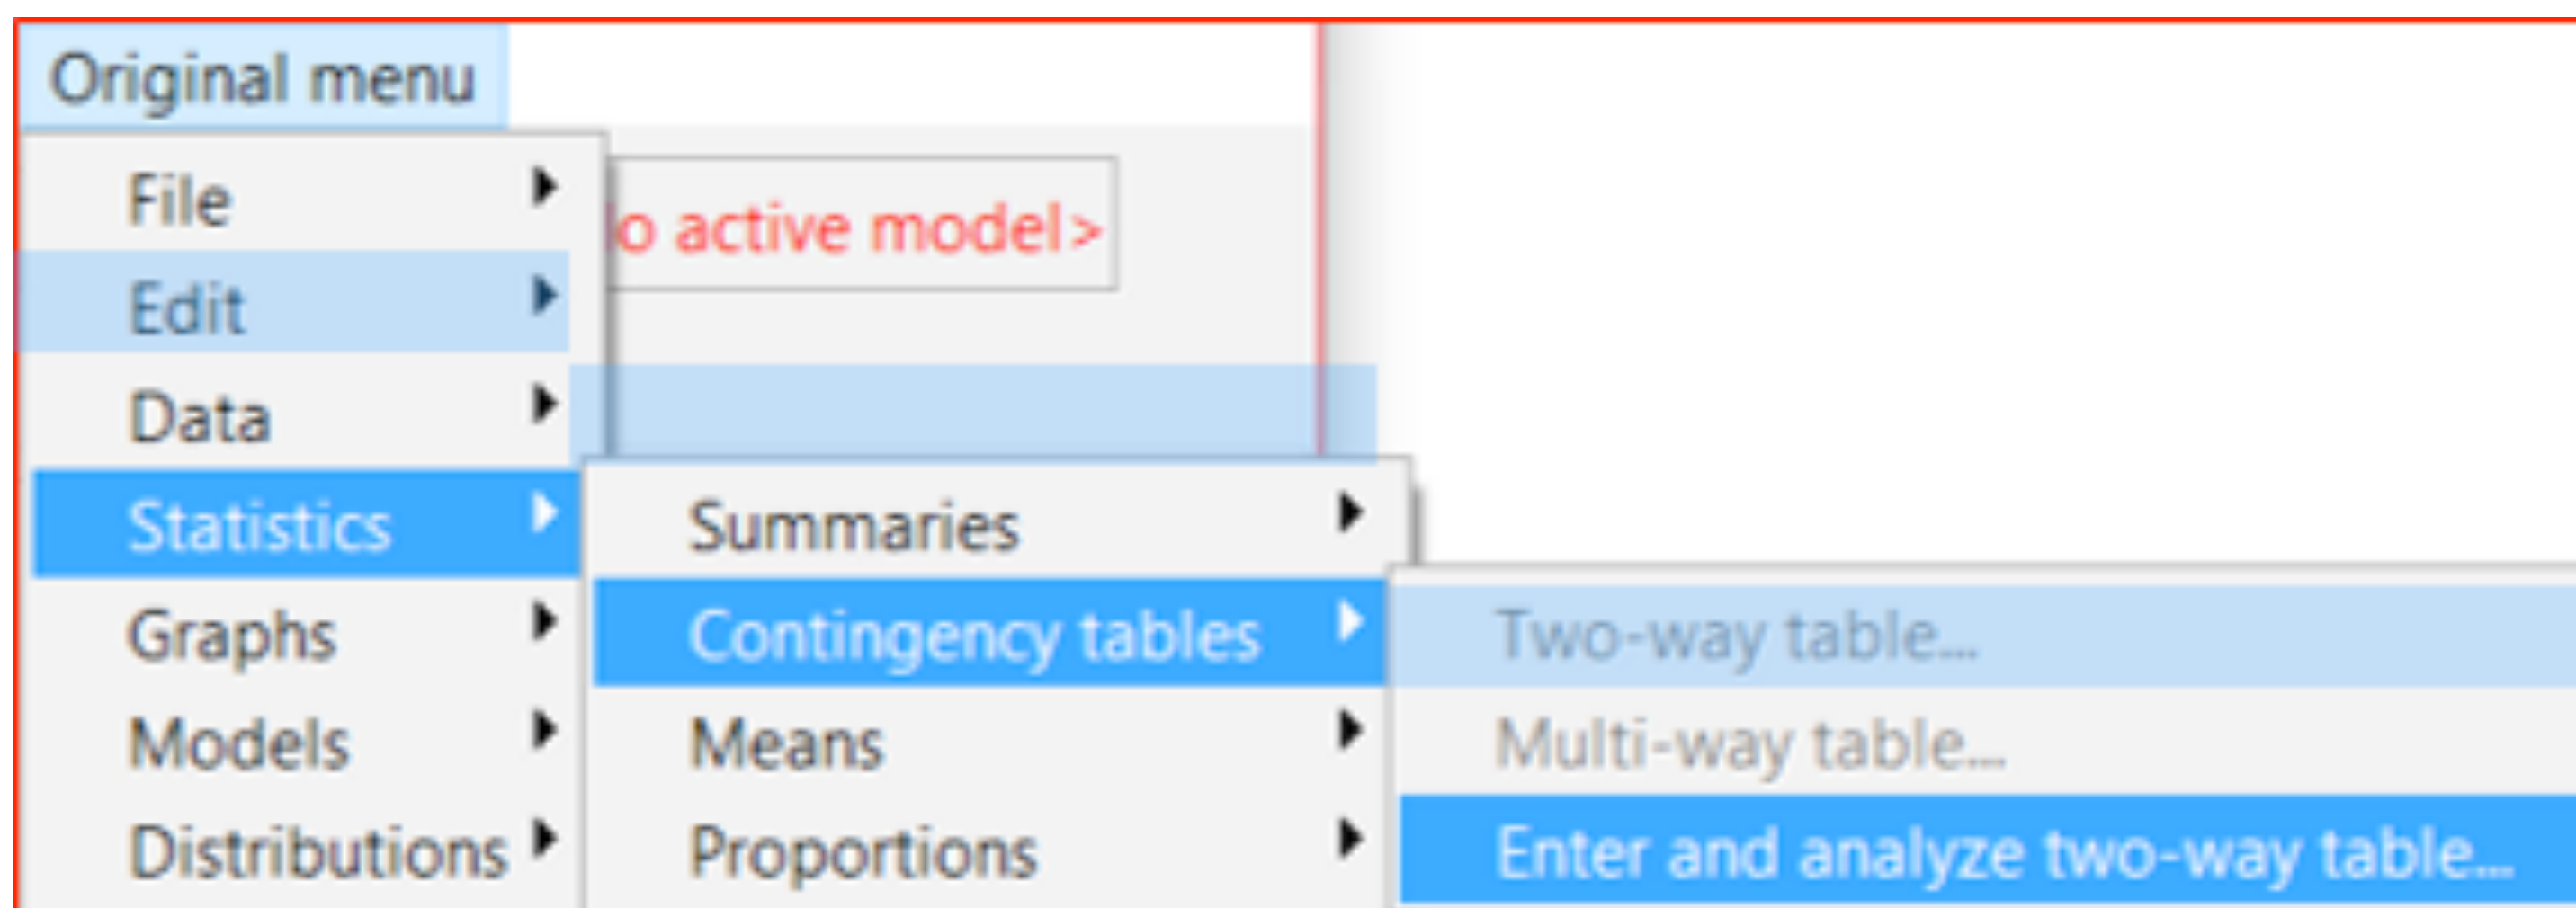 Original menu
File
o active model>
Edit
Data
Statistics
Summaries
Graphs
Contingency tables
Two-way table...
Models
Means
Multi-way table...
Distributions
Proportions
Enter and analyze two-way table...